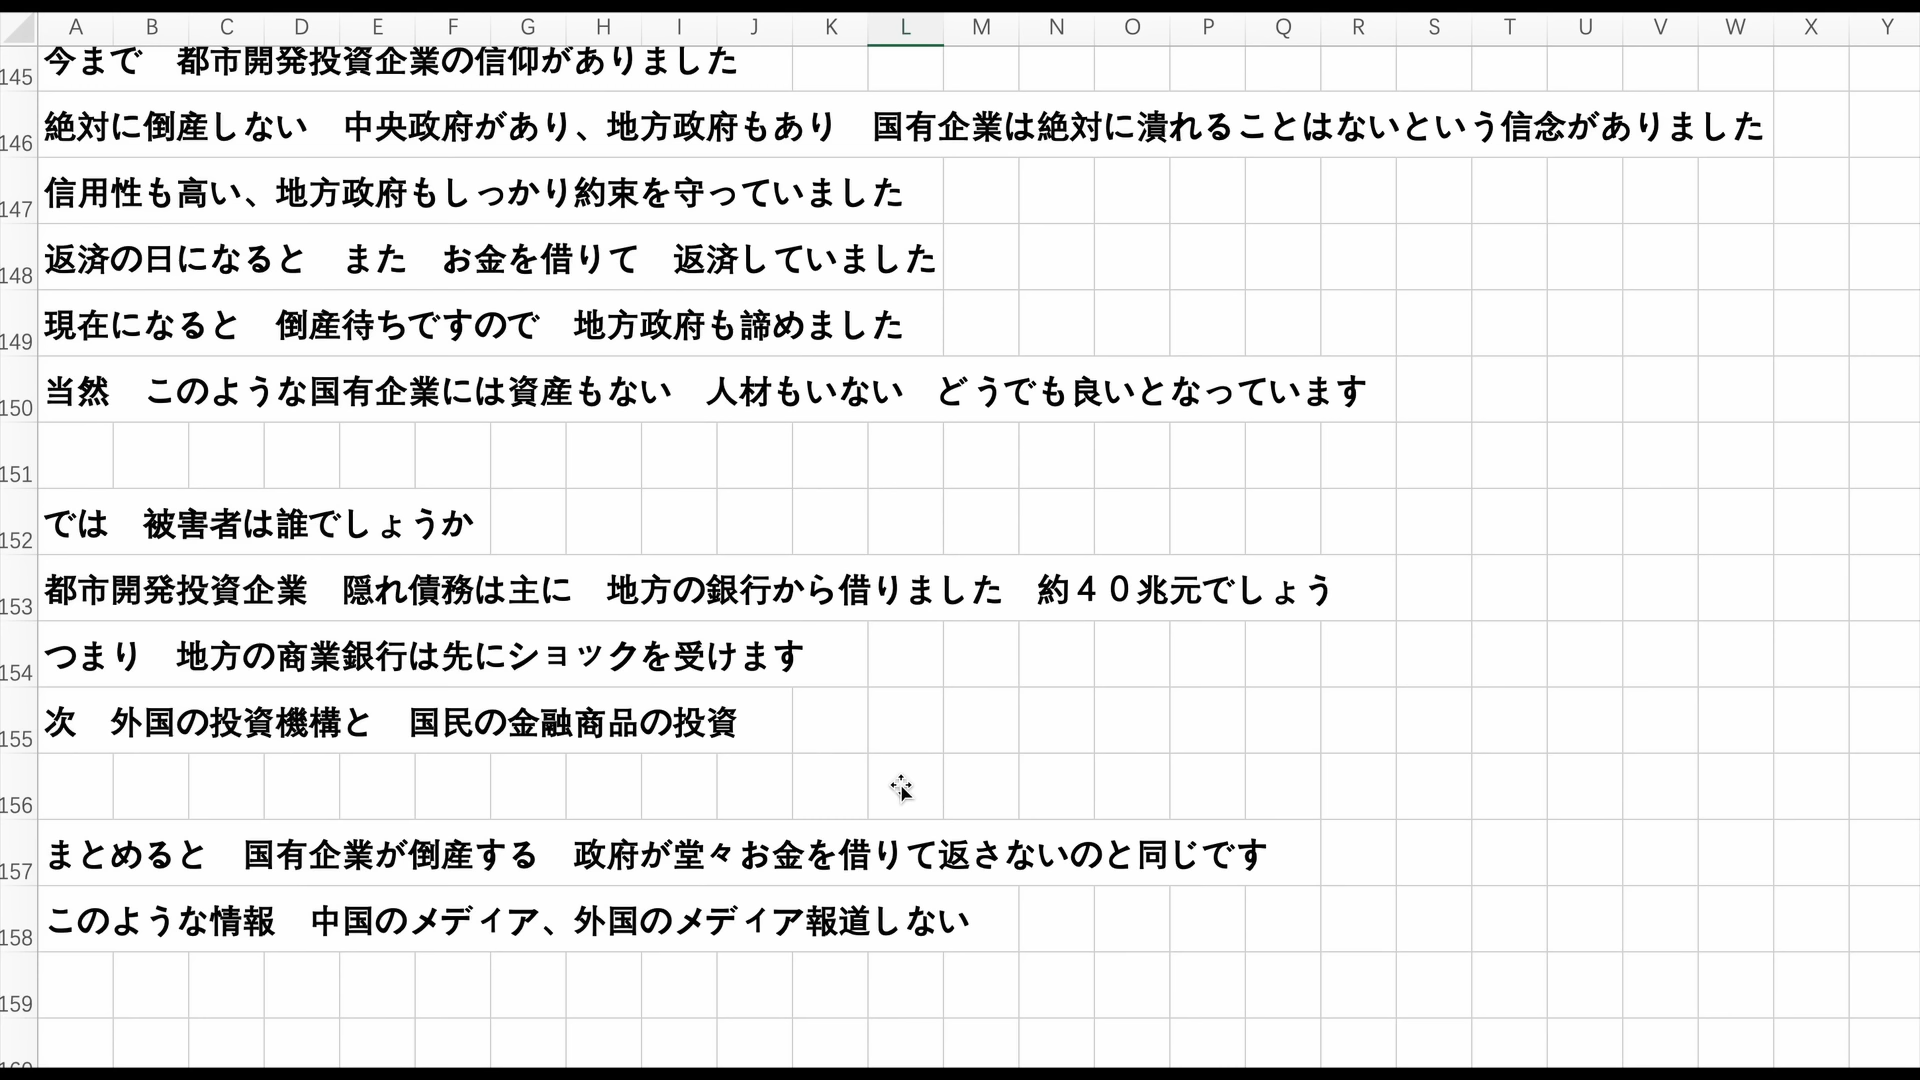 A B C D E F G H I J K L M N O P Q R S T U V W X Y
145 今まで　都市開発投資企業の信仰がありました
146 絶対に倒産しない　中央政府があり、地方政府もあり　国有企業は絶対に潰れることはないという信念がありました
147 信用性も高い、地方政府もしっかり約束を守っていました
148 返済の日になると　また　お金を借りて　返済していました
149 現在になると　倒産待ちですので　地方政府も諦めました
150 当然　このような国有企業には資産もない　人材もいない　どうでも良いとなっています
151
152 では　被害者は誰でしょうか
153 都市開発投資企業　隠れ債務は主に　地方の銀行から借りました　約４０兆元でしょう
154 つまり　地方の商業銀行は先にショックを受けます
155 次　外国の投資機構と　国民の金融商品の投資
156
157 まとめると　国有企業が倒産する　政府が堂々お金を借りて返さないのと同じです
158 このような情報　中国のメディア、外国のメディア報道しない
159